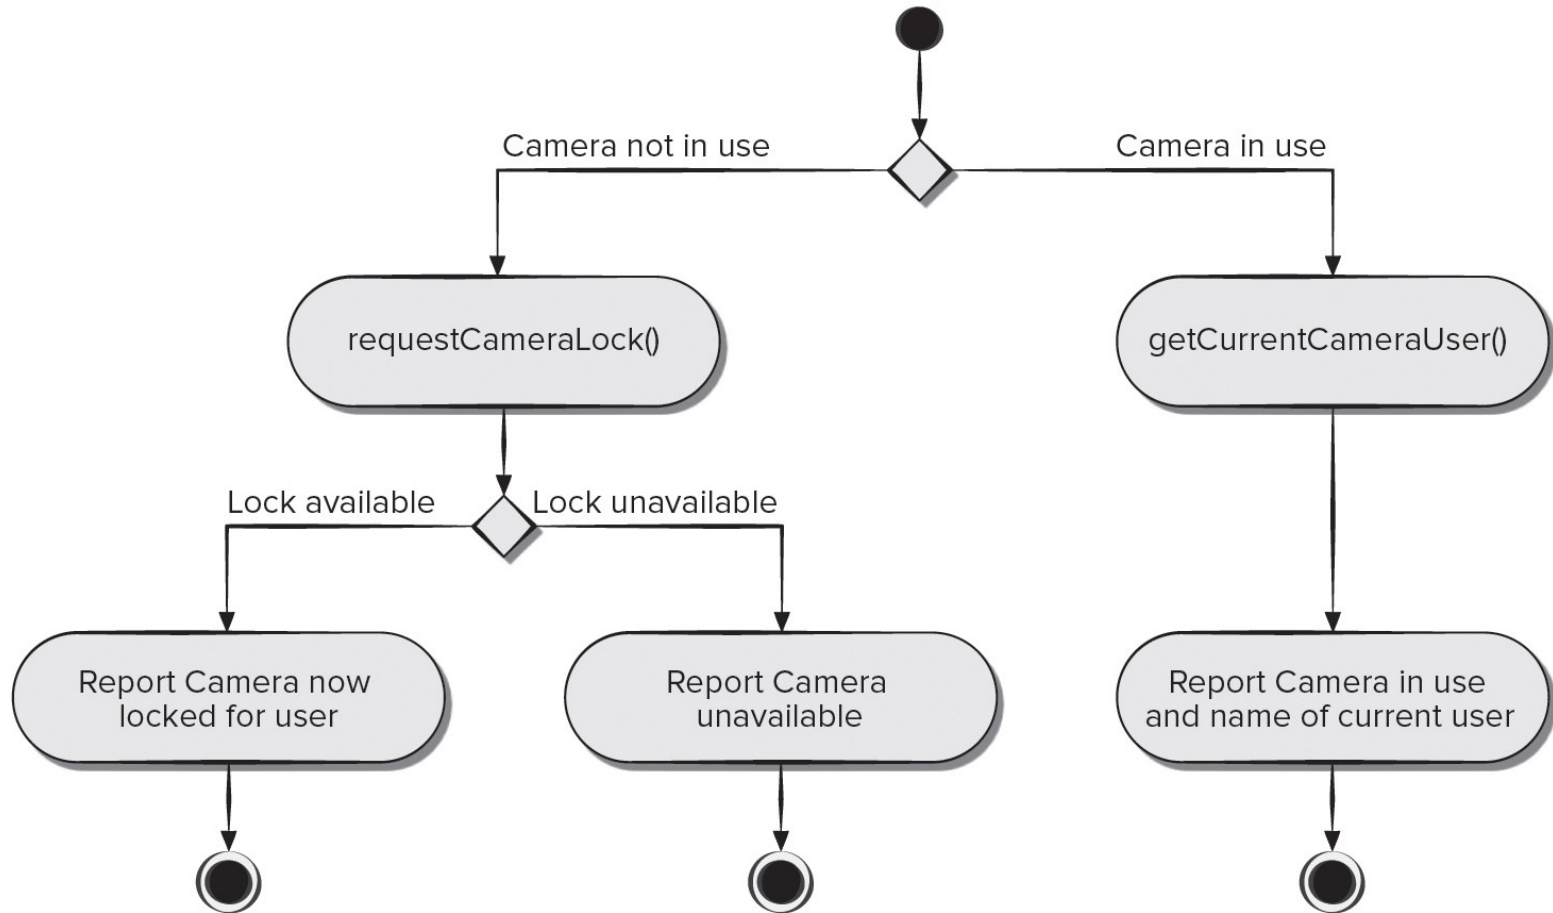 Camera not in use
Camera in use
requestCameraLock()
getCurrentCameraUser()
Lock available
Lock unavailable
Report Camera now
locked for user
Report Camera
unavailable
Report Camera in use
and name of current user